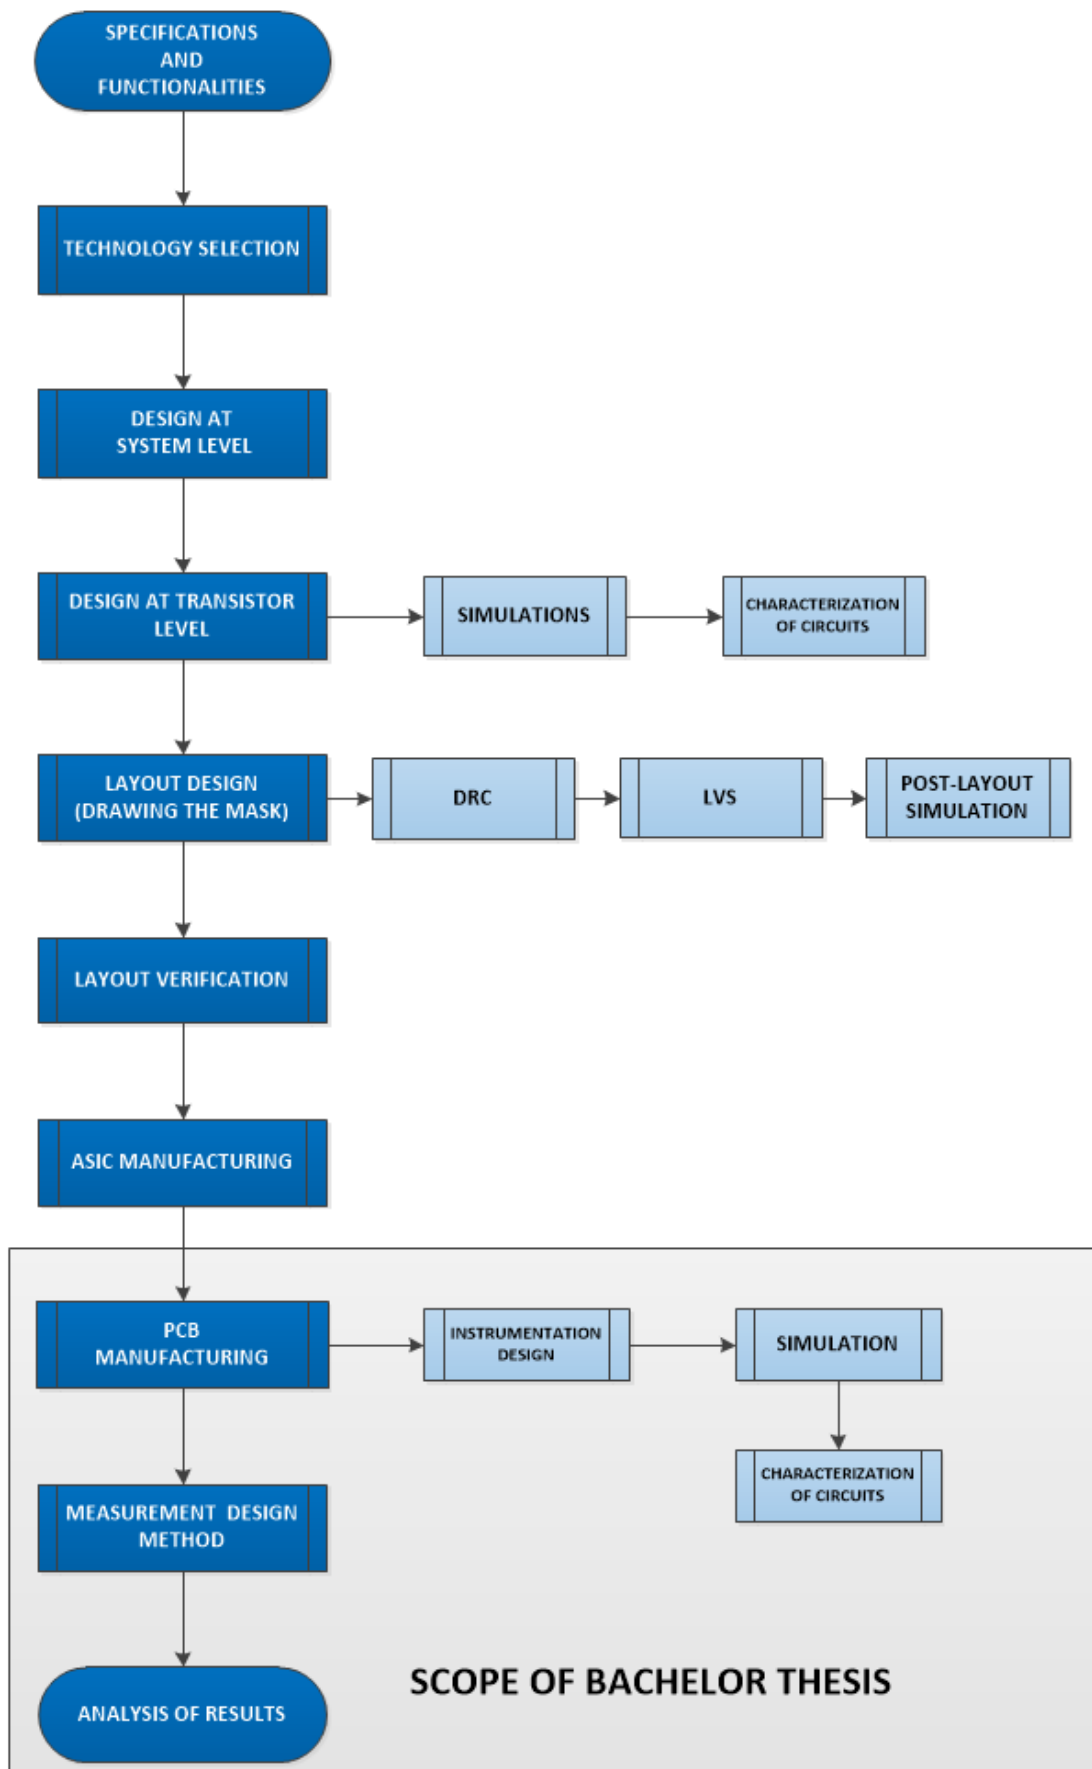 SPECIFICATIONS
AND
FUNCTIONALITIES
TECHNOLOGY SELECTION
DESIGN AT
SYSTEM LEVEL
DESIGN AT TRANSISTOR
LEVEL
SIMULATIONS
CHARACTERIZATION
OF CIRCUITS
LAYOUT DESIGN
(DRAWING THE MASK)
DRC
LVS
POST-LAYOUT
SIMULATION
LAYOUT VERIFICATION
ASIC MANUFACTURING
PCB
MANUFACTURING
INSTRUMENTATION
DESIGN
SIMULATION
CHARACTERIZATION
OF CIRCUITS
MEASUREMENT DESIGN
METHOD
SCOPE OF BACHELOR THESIS
ANALYSIS OF RESULTS